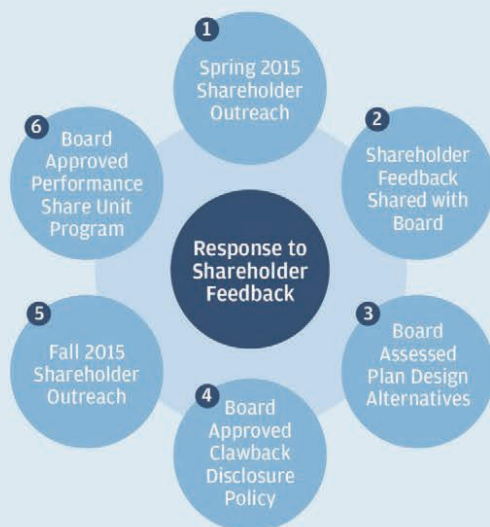 1
Spring 2015
Shareholder
Outreach
2
Shareholder
Feedback
Shared with
Board
3
Board
Assessed
Plan Design
Alternatives
4
Board
Approved
Clawback
Disclosure
Policy
5
Fall 2015
Shareholder
Outreach
6
Board
Approved
Performance
Share Unit
Program
Response to
Shareholder
Feedback